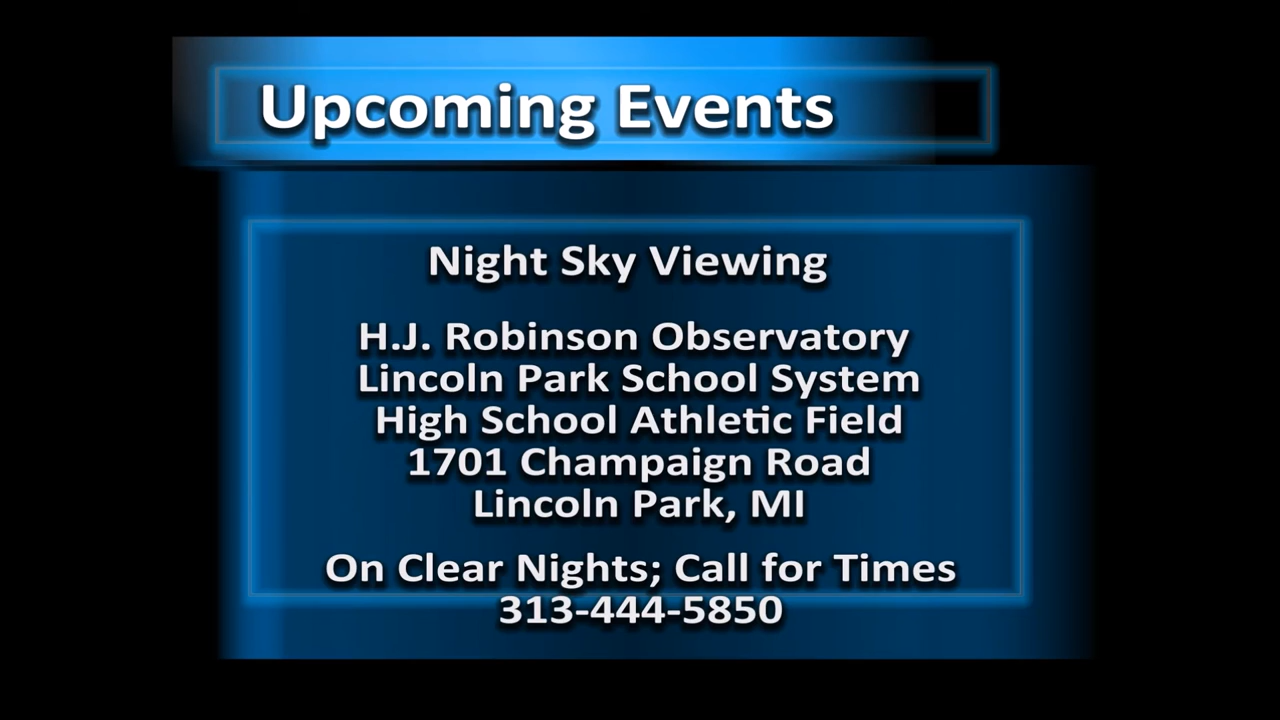 Upcoming Events
Night Sky Viewing
H.J. Robinson Observatory
Lincoln Park School System
High School Athletic Field
1701 Champaign Road
Lincoln Park, MI
On Clear Nights; Call for Times
313-444-5850